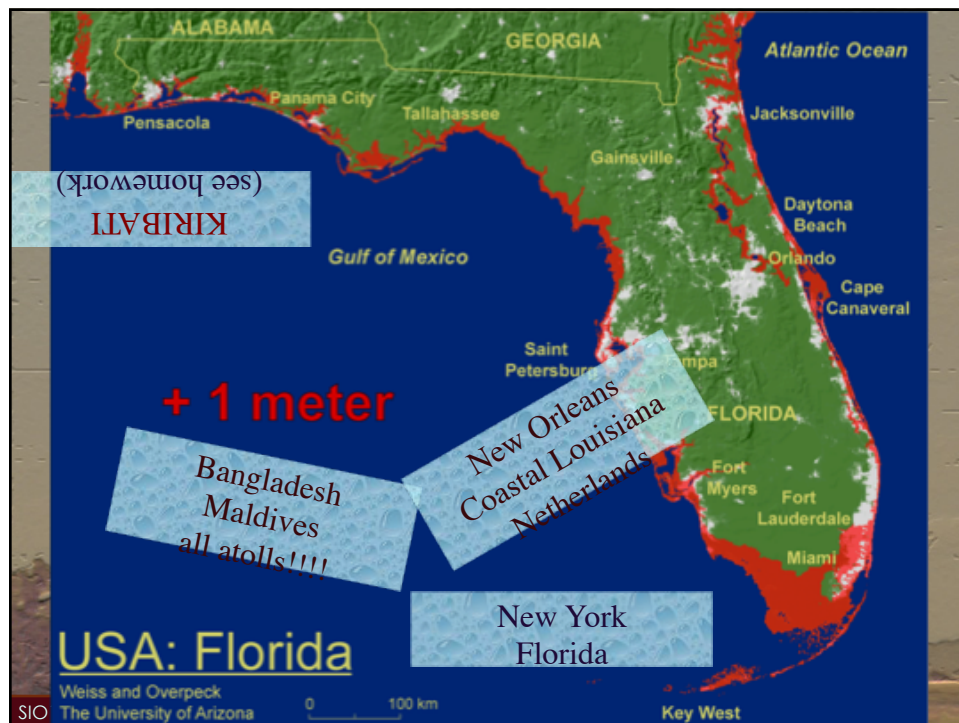 ALABAMA
GEORGIA
Atlantic Ocean
Panama City
Tallahassee
Jacksonville
Pensacola
Gainsville
KIRIBATI
(see homework)
Daytona
Beach
Gulf of Mexico
Orlando
Cape
Canaveral
Saint
Petersburg
+ 1 meter
New Orleans
Coastal Louisiana
Netherlands
FLORIDA
Bangladesh
Maldives
all atolls!!!!
Fort
Myers
Fort
Lauderdale
Miami
New York
Florida
USA: Florida
Weiss and Overpeck
The University of Arizona
0 100 km
Key West
SIO